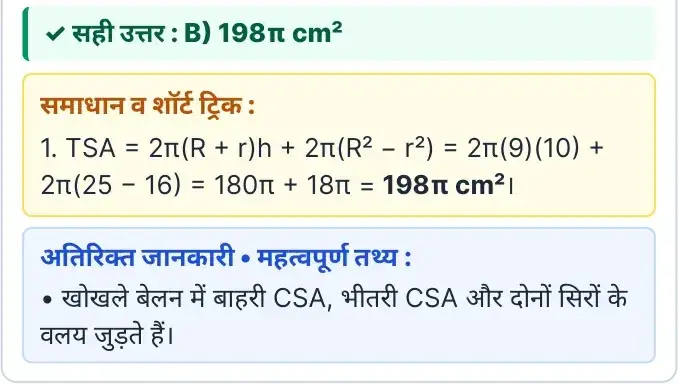 ✓ सही उत्तर : B) 198π cm²
समाधान व शॉर्ट ट्रिक :
1. TSA = 2π(R + r)h + 2π(R² − r²) = 2π(9)(10) +
2π(25 − 16) = 180π + 18π = 198π cm²।
अतिरिक्त जानकारी • महत्वपूर्ण तथ्य :
• खोखले बेलन में बाहरी CSA, भीतरी CSA और दोनों सिरों के
वलय जुड़ते हैं।